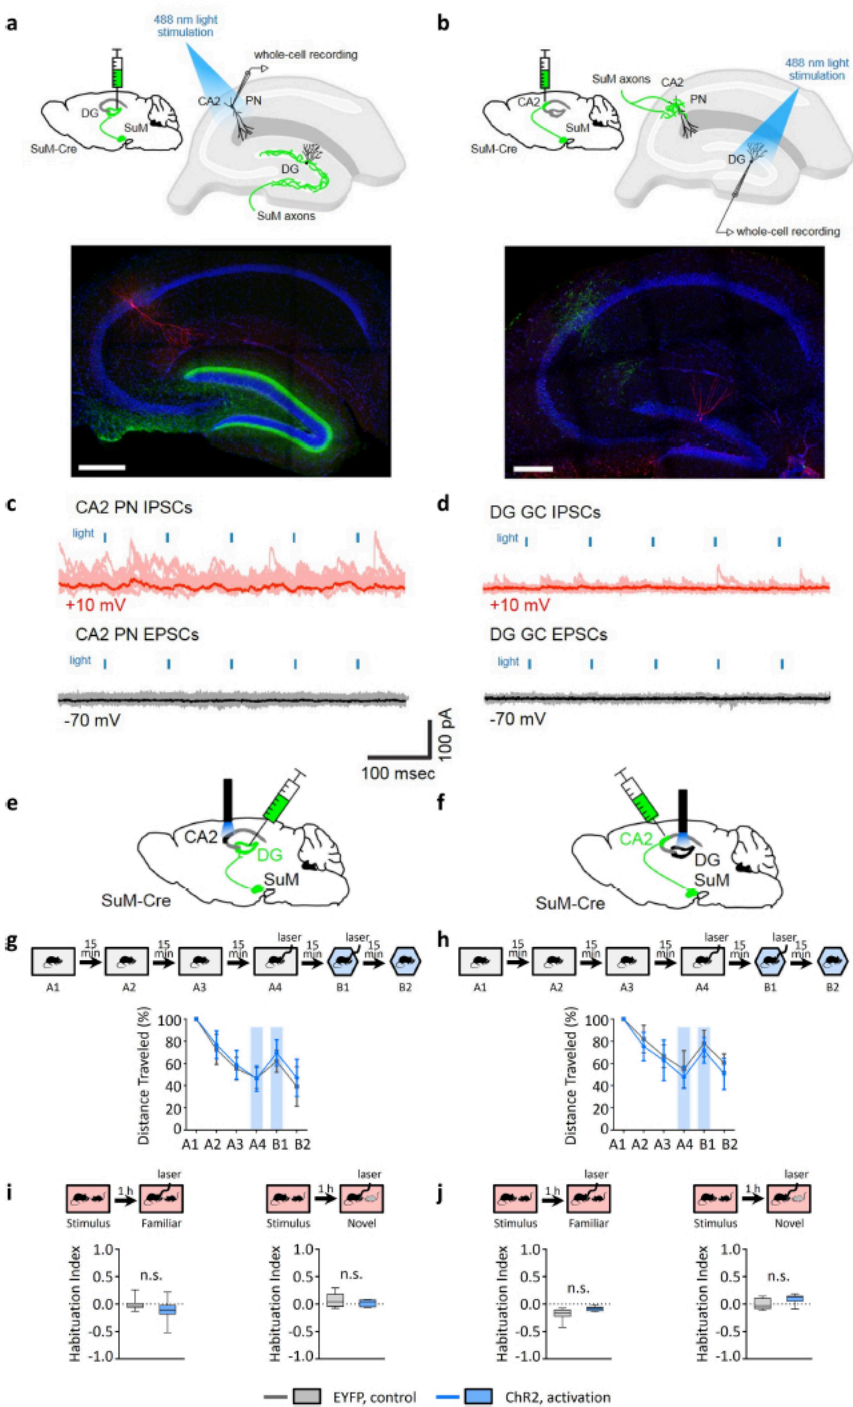 a
488 nm light
stimulation
whole-cell recording
CA2
PN
DG
SuM
SuM-Cre
DG
SuM axons
b
488 nm light
stimulation
SuM axons
CA2
PN
DG
SuM
SuM-Cre
DG
whole-cell recording
c
CA2 PN IPSCs
light
+10 mV
CA2 PN EPSCs
light
-70 mV
d
DG GC IPSCs
light
+10 mV
DG GC EPSCs
light
-70 mV
100 pA
100 msec
e
CA2
DG
SuM
SuM-Cre
f
CA2
DG
SuM
SuM-Cre
g
15 min
15 min
15 min
laser
15 min
laser
15 min
A1 A2 A3 A4 B1 B2
Distance Traveled (%)
100
80
60
40
20
0
A1 A2 A3 A4 B1 B2
h
15 min
15 min
15 min
laser
15 min
laser
15 min
A1 A2 A3 A4 B1 B2
Distance Traveled (%)
100
80
60
40
20
0
A1 A2 A3 A4 B1 B2
i
1 h
laser
Stimulus Familiar
Habituation Index
1.0
0.5
0.0
-0.5
-1.0
n.s.
1 h
laser
Stimulus Novel
Habituation Index
1.0
0.5
0.0
-0.5
-1.0
n.s.
j
1 h
laser
Stimulus Familiar
Habituation Index
1.0
0.5
0.0
-0.5
-1.0
n.s.
1 h
laser
Stimulus Novel
Habituation Index
1.0
0.5
0.0
-0.5
-1.0
n.s.
EYFP, control ChR2, activation